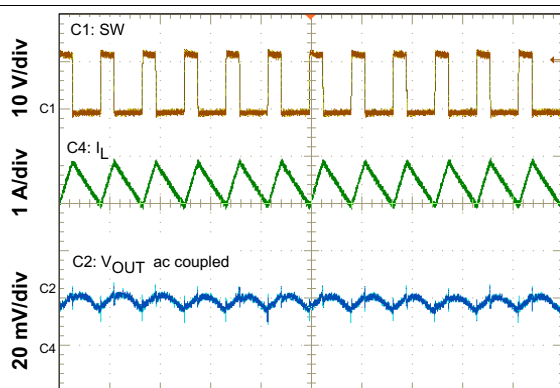 C1: SW
10 V/div
C1
C4: IL
1 A/div
C2: VOUT ac coupled
C2
20 mV/div
C4